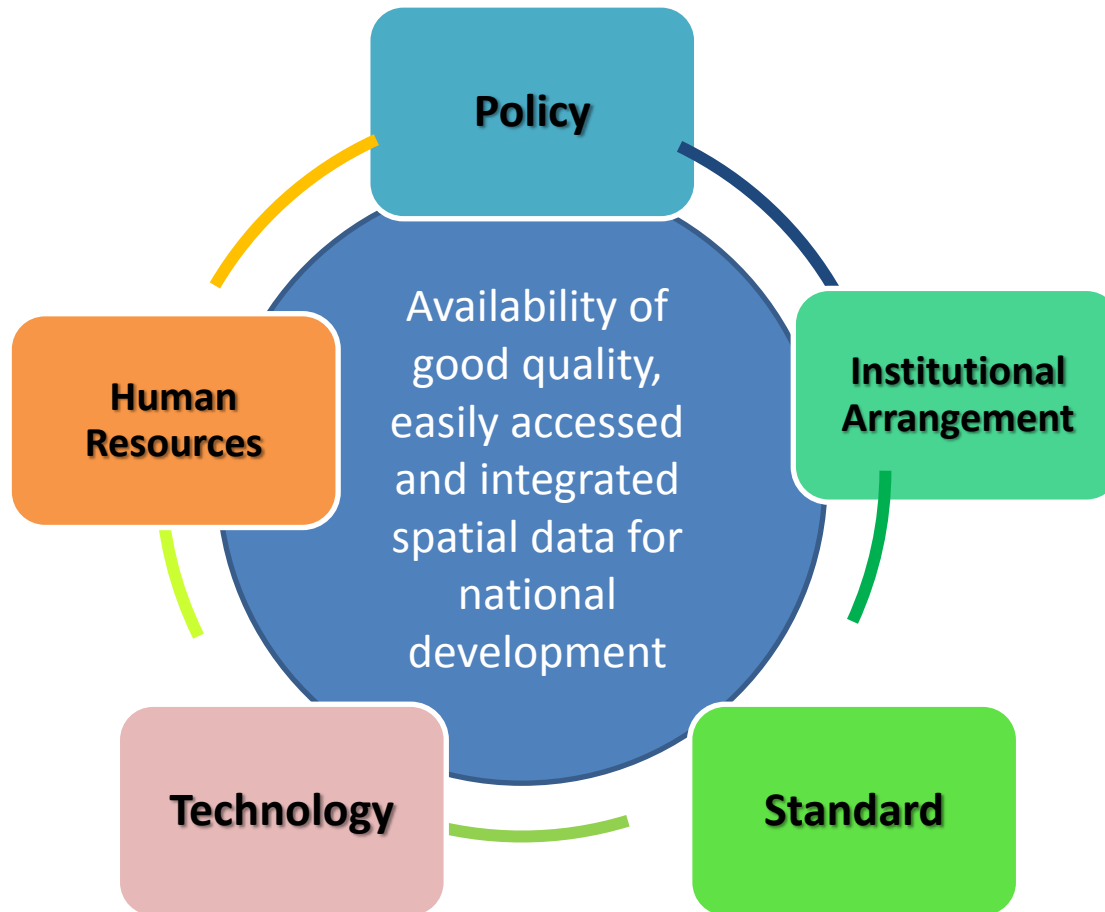 Policy
Availability of
good quality,
easily accessed
and integrated
spatial data for
national
development
Institutional
Arrangement
Human
Resources
Technology
Standard